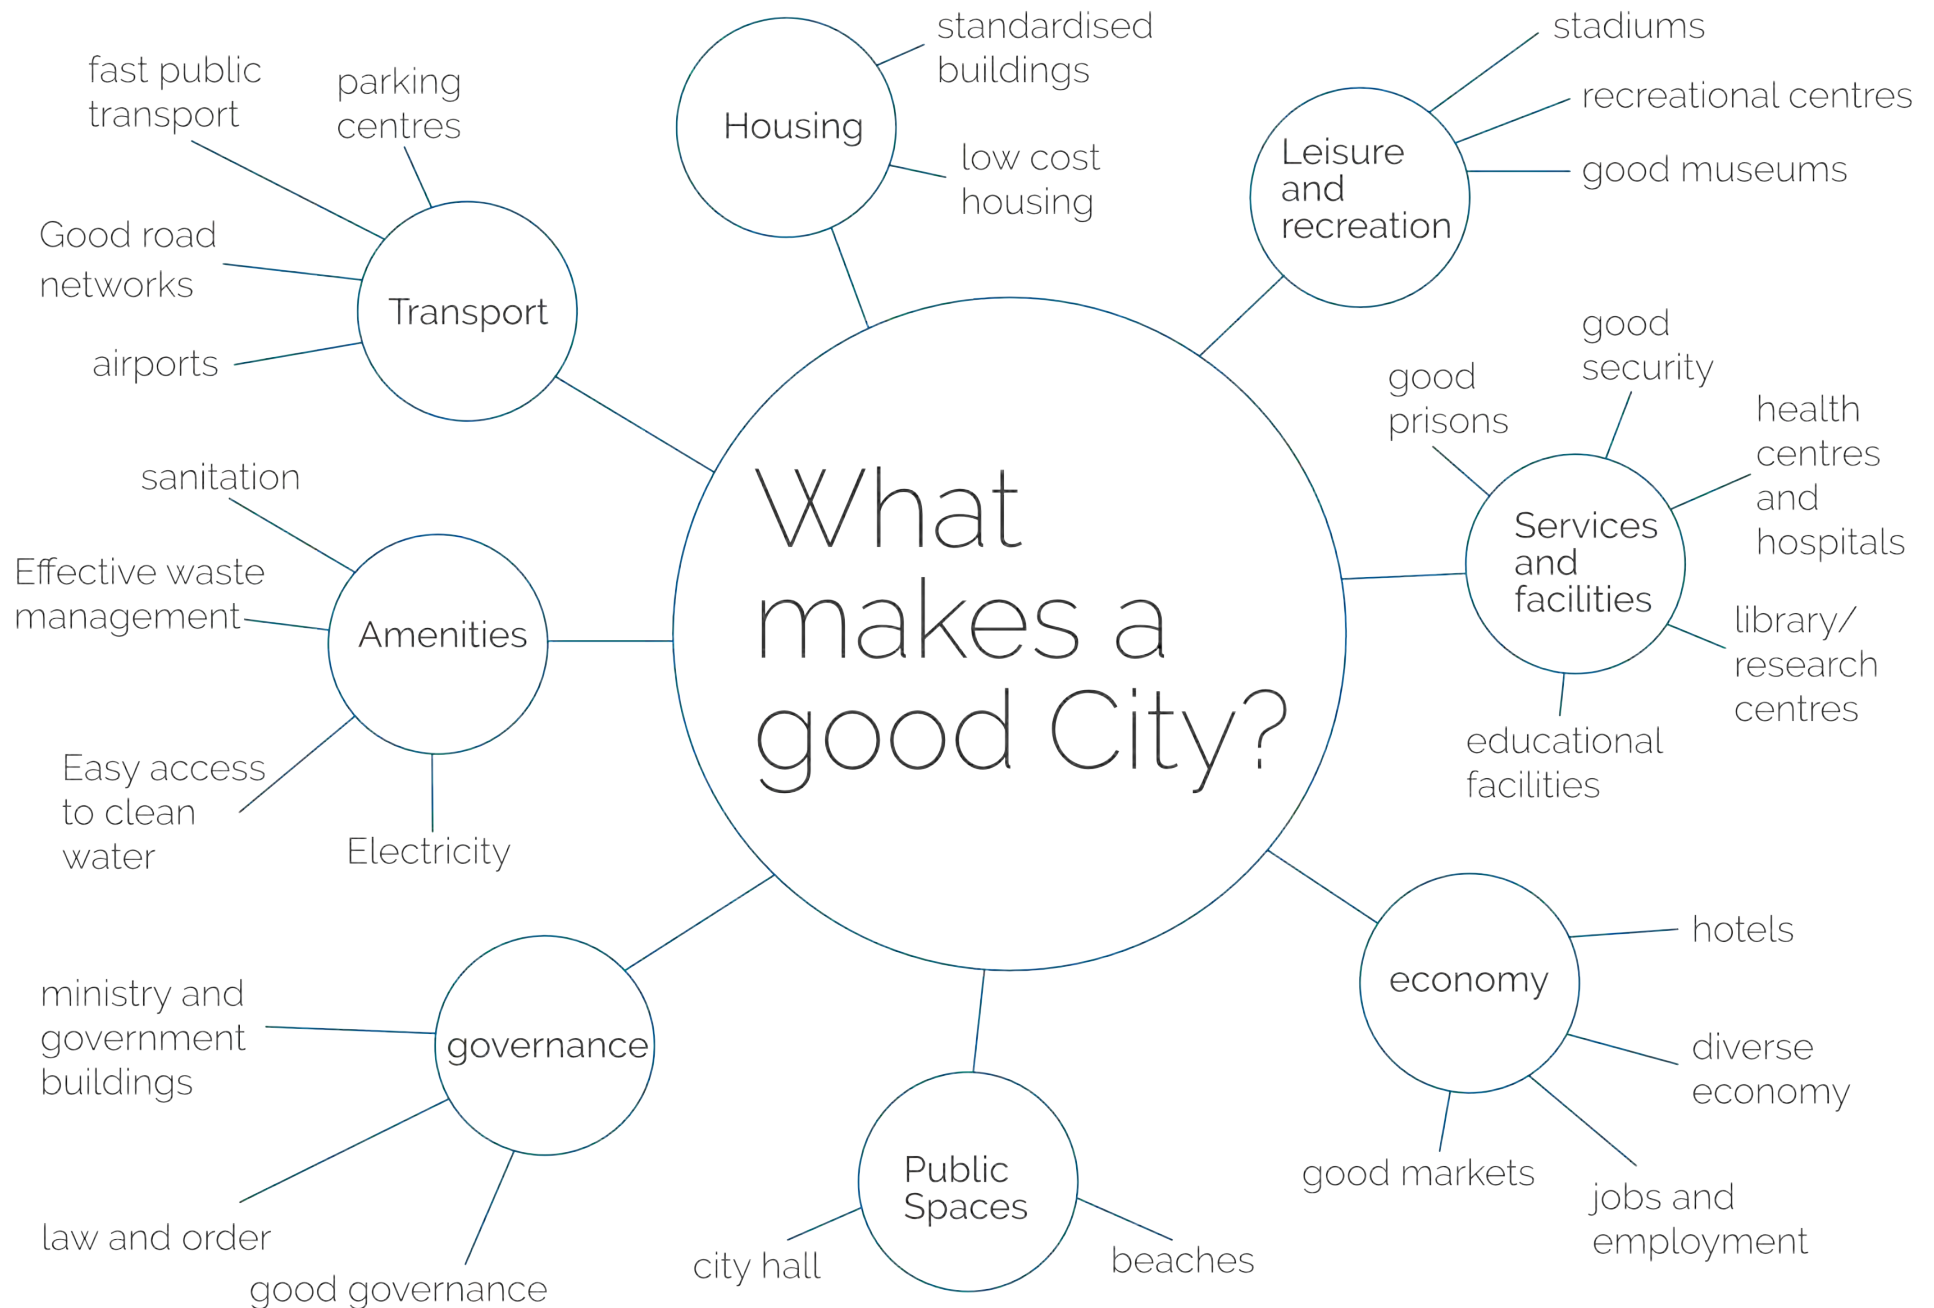 What
makes a
good City?
Housing
standardised
buildings
low cost
housing
Leisure
and
recreation
stadiums
recreational centres
good museums
Services
and
facilities
good
prisons
good
security
health
centres
and
hospitals
library/
research
centres
educational
facilities
economy
hotels
diverse
economy
jobs and
employment
good markets
Public
Spaces
beaches
city hall
governance
good governance
law and order
ministry and
government
buildings
Amenities
Electricity
Easy access
to clean
water
Effective waste
management
sanitation
Transport
airports
Good road
networks
fast public
transport
parking
centres